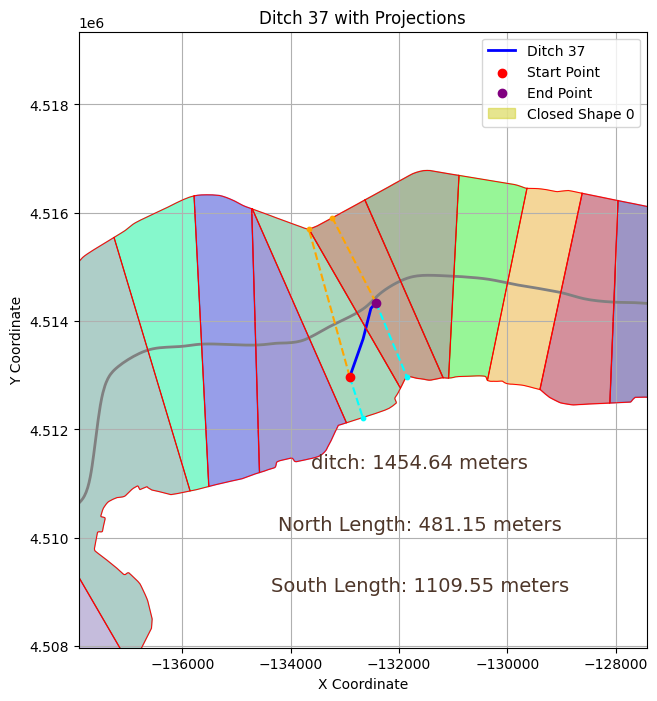 Ditch 37 with Projections
1e6
Ditch 37
Start Point
End Point
Closed Shape 0
4.518
4.516
4.514
4.512
4.510
4.508
Y Coordinate
ditch: 1454.64 meters
North Length: 481.15 meters
South Length: 1109.55 meters
−136000 −134000 −132000 −130000 −128000
X Coordinate